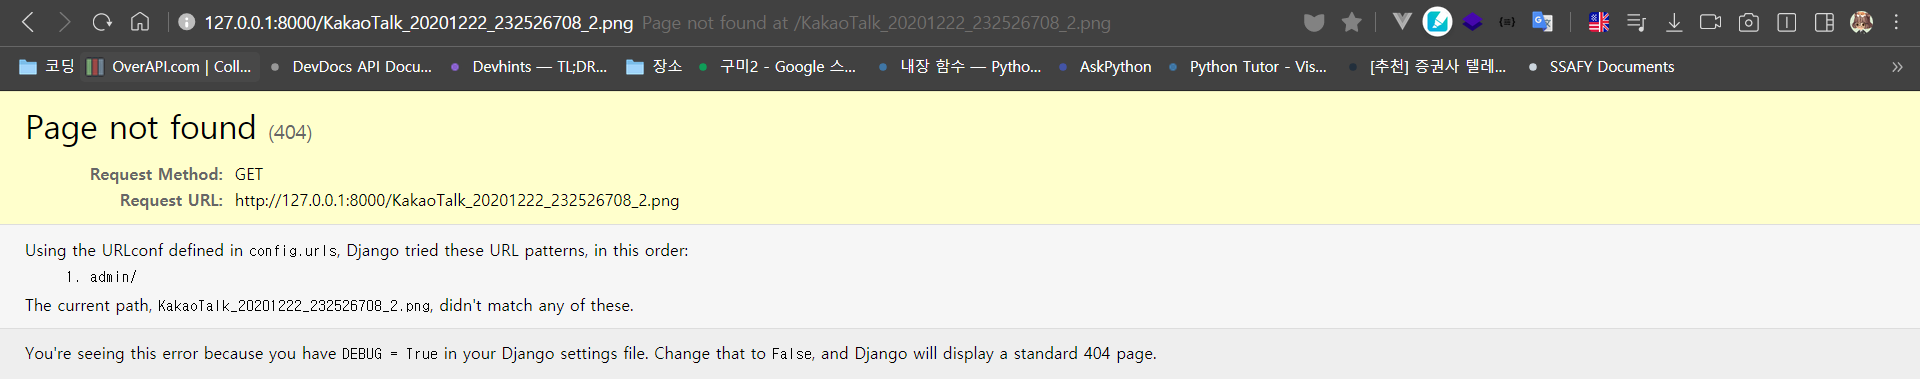 127.0.0.1:8000/KakaoTalk_20201222_232526708_2.png Page not found at /KakaoTalk_20201222_232526708_2.png
코딩 OverAPI.com | Coll... DevDocs API Docu... Devhints — TL;DR... 장소 구미2 - Google 스... 내장 함수 — Pytho... AskPython Python Tutor - Vis... [추천] 증권사 텔레... SSAFY Documents
Page not found (404)
Request Method: GET
Request URL: http://127.0.0.1:8000/KakaoTalk_20201222_232526708_2.png
Using the URLconf defined in config.urls, Django tried these URL patterns, in this order:
1. admin/
The current path, KakaoTalk_20201222_232526708_2.png, didn't match any of these.
You're seeing this error because you have DEBUG = True in your Django settings file. Change that to False, and Django will display a standard 404 page.